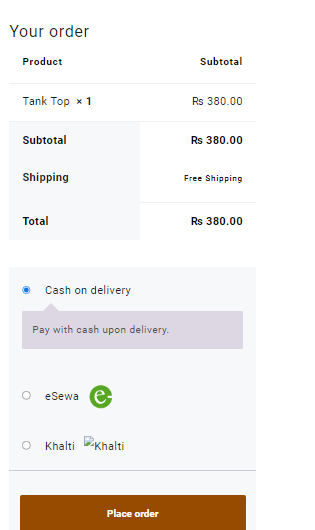 Your order
Product Subtotal
Tank Top × 1 ₨ 380.00
Subtotal ₨ 380.00
Shipping Free Shipping
Total ₨ 380.00
Cash on delivery
Pay with cash upon delivery.
eSewa e
Khalti Khalti
Place order